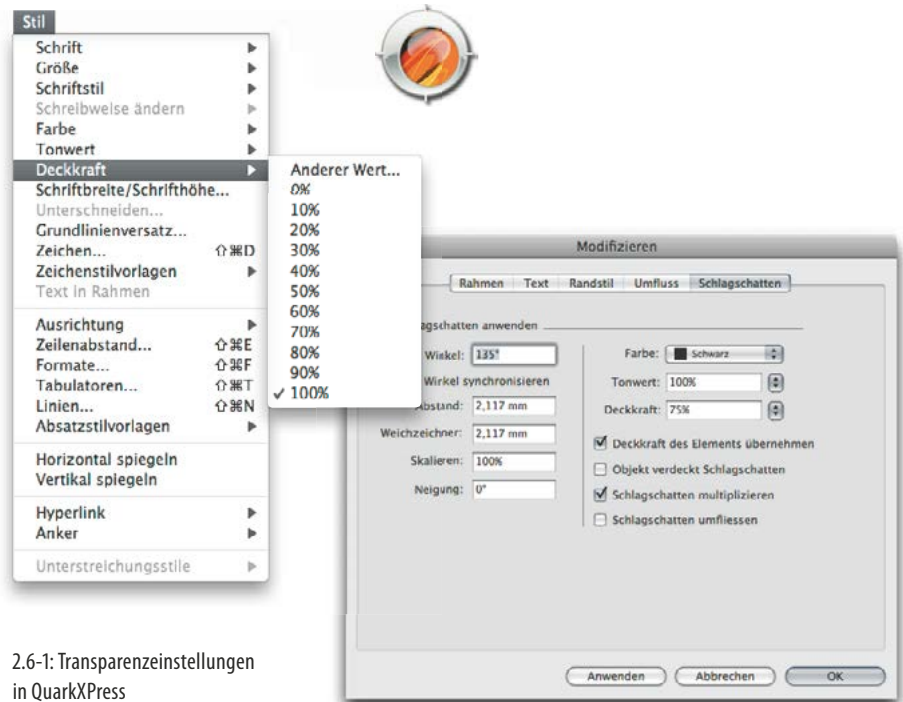 Stil
Schrift
Größe
Schriftstil
Schreibweise ändern
Farbe
Tonwert
Deckkraft
Schriftbreite/Schrifthöhe...
Unterschneiden...
Grundlinienversatz...
Zeichen... ⇧⌘D
Zeichenstilvorlagen
Text in Rahmen
Ausrichtung
Zeilenabstand... ⇧⌘E
Formate... ⇧⌘F
Tabulatoren... ⇧⌘T
Linien... ⇧⌘N
Absatzstilvorlagen
Horizontal spiegeln
Vertikal spiegeln
Hyperlink
Anker
Unterstreichungsstile
Anderer Wert...
0%
10%
20%
30%
40%
50%
60%
70%
80%
90%
✓ 100%
Modifizieren
Rahmen Text Randstil Umfluss Schlagschatten
agschatten anwenden
Winkel: 135°
Winkel synchronisieren
Abstand: 2,117 mm
Weichzeichner: 2,117 mm
Skalieren: 100%
Neigung: 0°
Farbe: Schwarz
Tonwert: 100%
Deckkraft: 75%
Deckkraft des Elements übernehmen
Objekt verdeckt Schlagschatten
Schlagschatten multiplizieren
Schlagschatten umfliessen
Anwenden Abbrechen OK
2.6-1: Transparenzeinstellungen
in QuarkXPress